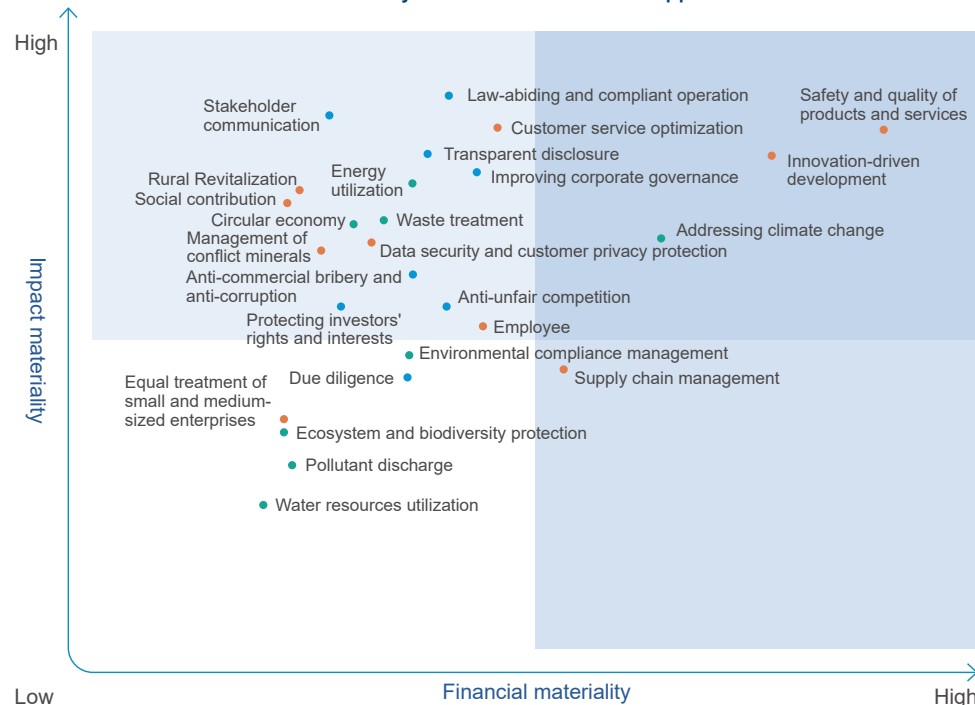 High
Law-abiding and compliant operation
Safety and quality of
products and services
Stakeholder
communication
Customer service optimization
Transparent disclosure
Innovation-driven
development
Energy
utilization
Improving corporate governance
Rural Revitalization
Social contribution
Circular economy
Waste treatment
Addressing climate change
Management of
conflict minerals
Data security and customer privacy protection
Anti-commercial bribery and
anti-corruption
Anti-unfair competition
Protecting investors'
rights and interests
Employee
Environmental compliance management
Due diligence
Supply chain management
Equal treatment of
small and medium-
sized enterprises
Ecosystem and biodiversity protection
Pollutant discharge
Water resources utilization
Impact materiality
Low
Financial materiality
High